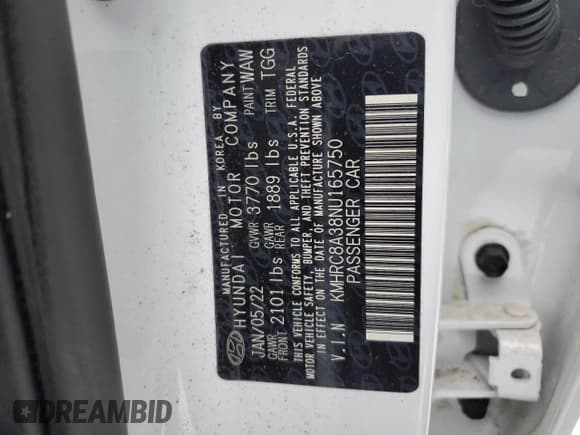 MANUFACTURED IN KOREA BY
HYUNDAI MOTOR COMPANY
JAN/05/22 GVWR 3770 lbs PAINT WAW
GAWR FRONT 2101 lbs GAWR REAR 1889 lbs TRIM TGG
THIS VEHICLE CONFORMS TO ALL APPLICABLE U.S.A. FEDERAL
MOTOR VEHICLE SAFETY, BUMPER, AND THEFT PREVENTION STANDARDS
IN EFFECT ON THE DATE OF MANUFACTURE SHOWN ABOVE
V.I.N KMHRC8A38NU165750
PASSENGER CAR
DREAMBID